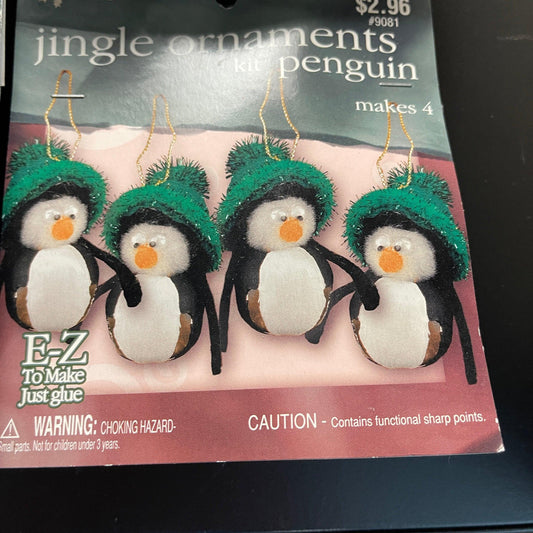 $2.96
#9081
jingle ornaments
kit penguin
makes 4
E-Z
To Make
Just glue
WARNING: CHOKING HAZARD-
Small parts. Not for children under 3 years.
CAUTION - Contains functional sharp points.